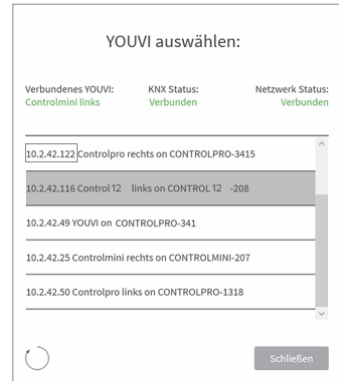 YOUVI auswählen:
Verbundenes YOUVI: KNX Status: Netzwerk Status:
Controlmini links Verbunden Verbunden
10.2.42.122 Controlpro rechts on CONTROLPRO-3415
10.2.42.116 Control 12 links on CONTROL 12 -208
10.2.42.49 YOUVI on CONTROLPRO-341
10.2.42.25 Controlmini rechts on CONTROLMINI-207
10.2.42.50 Controlpro links on CONTROLPRO-1318
Schließen